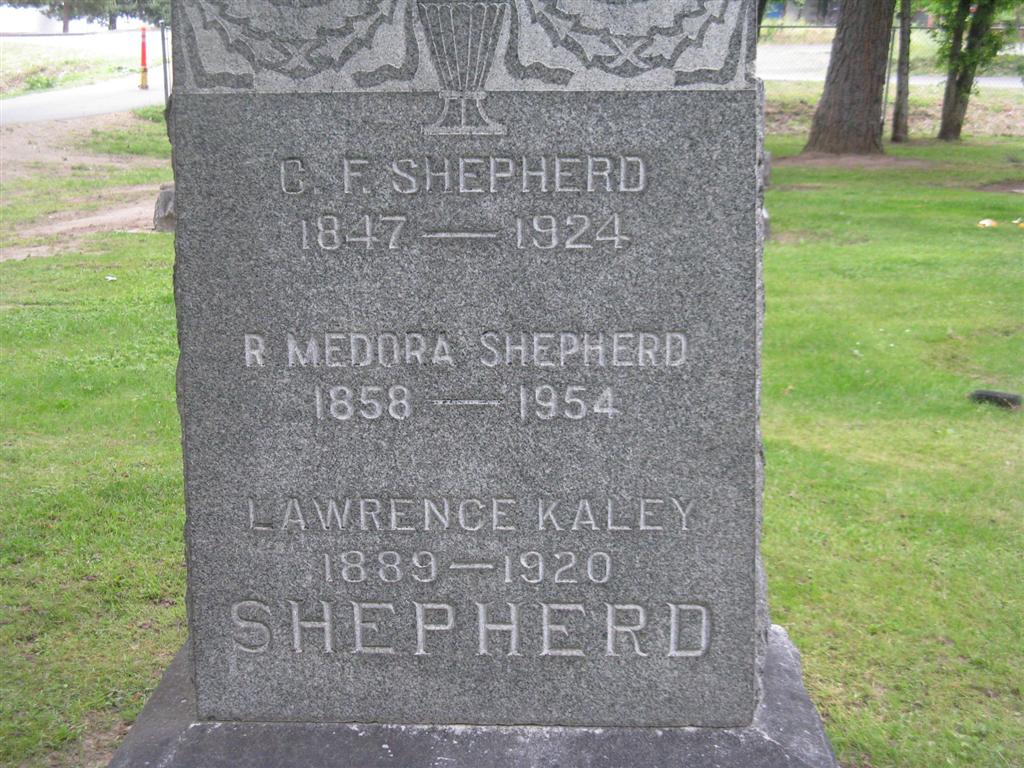 C. F. SHEPHERD
1847 — 1924
R MEDORA SHEPHERD
1858 — 1954
LAWRENCE KALEY
1889 — 1920
SHEPHERD